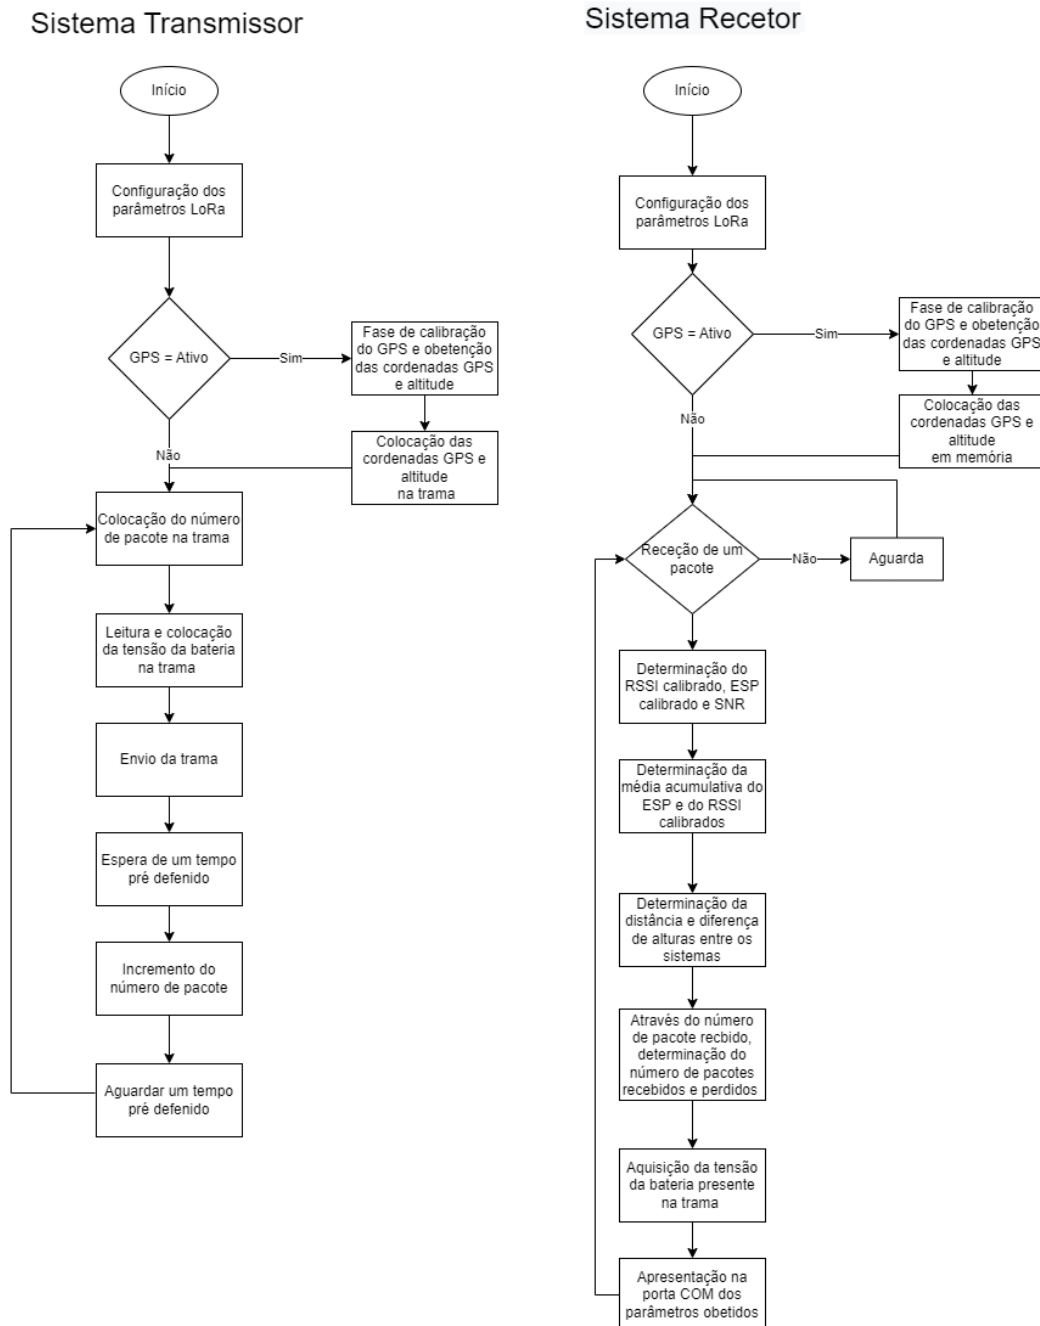 Sistema Transmissor
Início
Configuração dos
parâmetros LoRa
GPS = Ativo
Sim
Fase de calibração
do GPS e obetenção
das cordenadas GPS
e altitude
Colocação das
cordenadas GPS e
altitude
na trama
Não
Colocação do número
de pacote na trama
Leitura e colocação
da tensão da bateria
na trama
Envio da trama
Espera de um tempo
pré defenido
Incremento do
número de pacote
Aguardar um tempo
pré defenido
Sistema Recetor
Início
Configuração dos
parâmetros LoRa
GPS = Ativo
Sim
Fase de calibração
do GPS e obetenção
das cordenadas GPS
e altitude
Colocação das
cordenadas GPS e
altitude
em memória
Não
Receção de um
pacote
Não
Aguarda
Determinação do
RSSI calibrado, ESP
calibrado e SNR
Determinação da
média acumulativa do
ESP e do RSSI
calibrados
Determinação da
distância e diferença
de alturas entre os
sistemas
Através do número
de pacote recbido,
determinação do
número de pacotes
recebidos e perdidos
Aquisição da tensão
da bateria presente
na trama
Apresentação na
porta COM dos
parâmetros obetidos